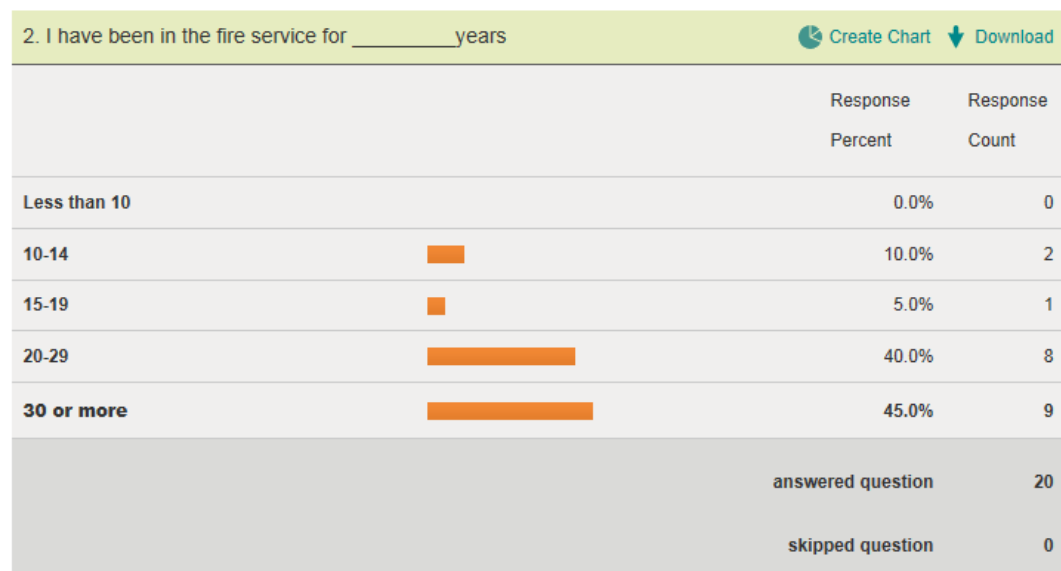 2. I have been in the fire service for _________years Create Chart Download
Response Response
Percent Count
Less than 10 0.0% 0
10-14 10.0% 2
15-19 5.0% 1
20-29 40.0% 8
30 or more 45.0% 9
answered question 20
skipped question 0